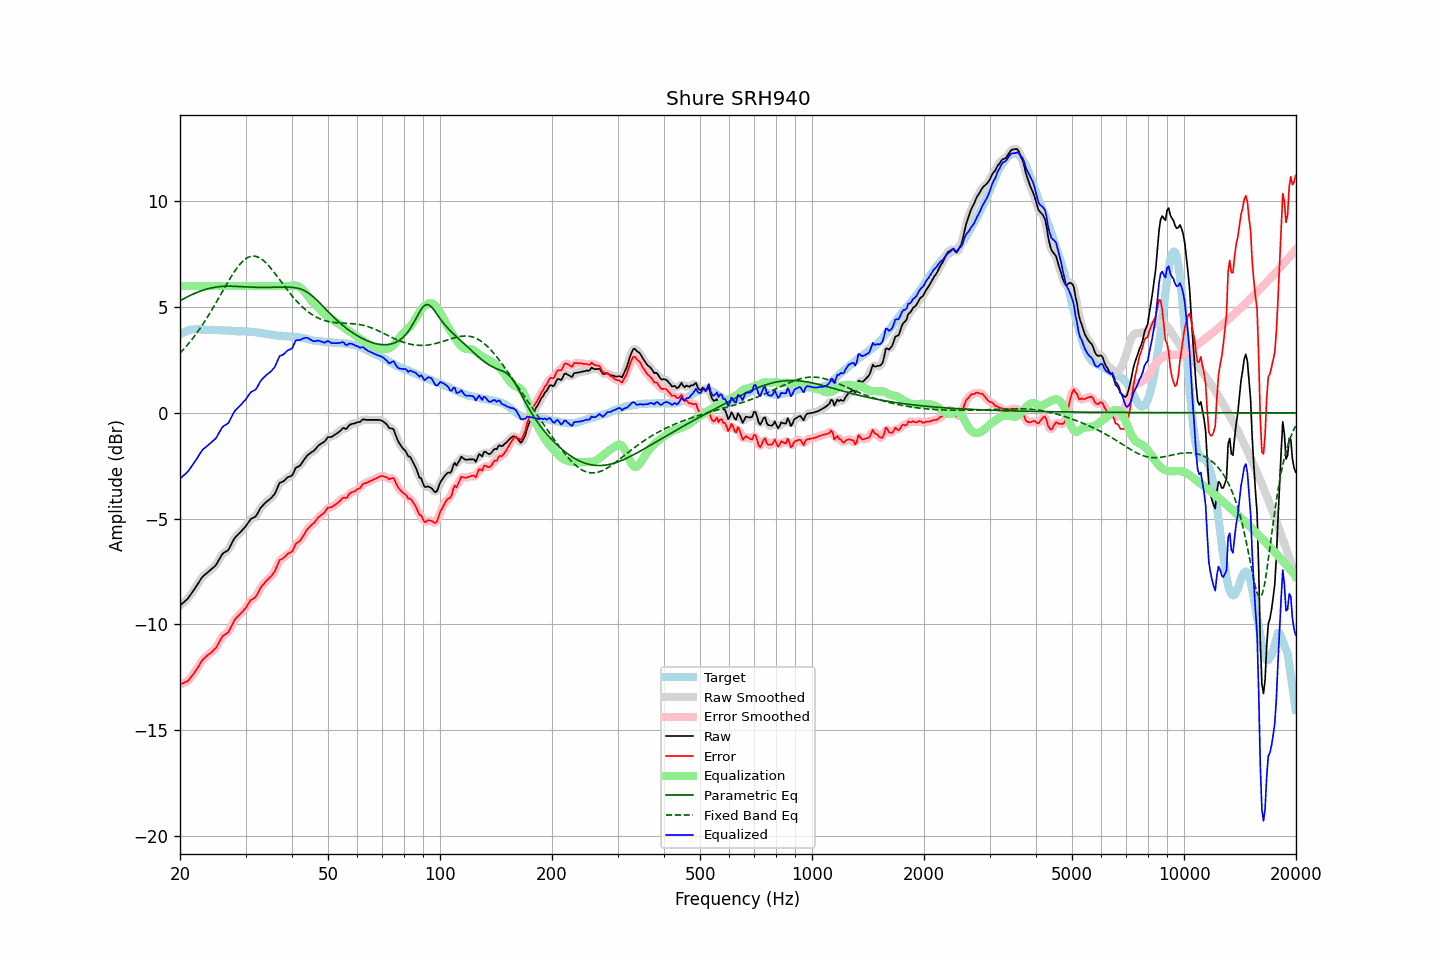 Shure SRH940
Amplitude (dBr)
10
5
0
−5
−10
−15
−20
20
50
100
200
500
1000
2000
5000
10000
20000
Frequency (Hz)
Target
Raw Smoothed
Error Smoothed
Raw
Error
Equalization
Parametric Eq
Fixed Band Eq
Equalized